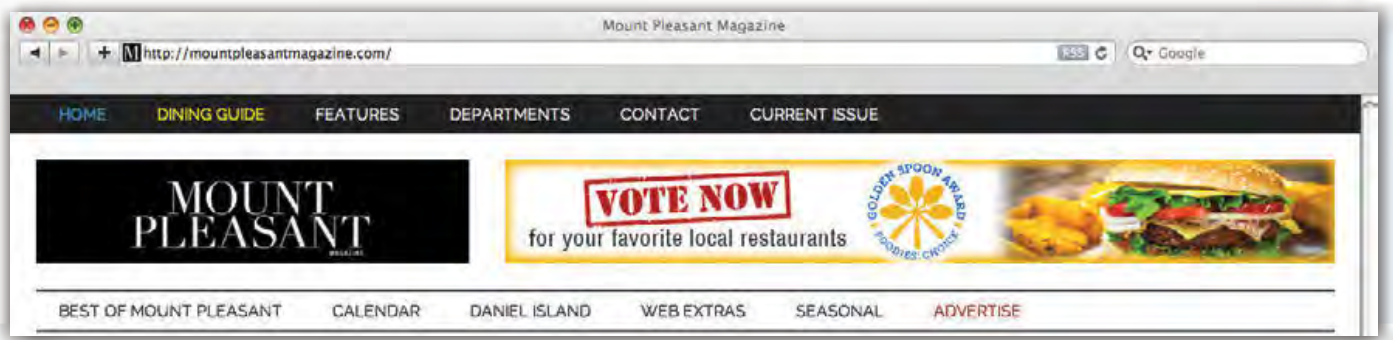 Mount Pleasant Magazine
M http://mountpleasantmagazine.com/ RSS Google
HOME DINING GUIDE FEATURES DEPARTMENTS CONTACT CURRENT ISSUE
MOUNT
PLEASANT
MAGAZINE
VOTE NOW
for your favorite local restaurants
GOLDEN SPOON AWARD
FOODIES' CHOICE
BEST OF MOUNT PLEASANT CALENDAR DANIEL ISLAND WEB EXTRAS SEASONAL ADVERTISE